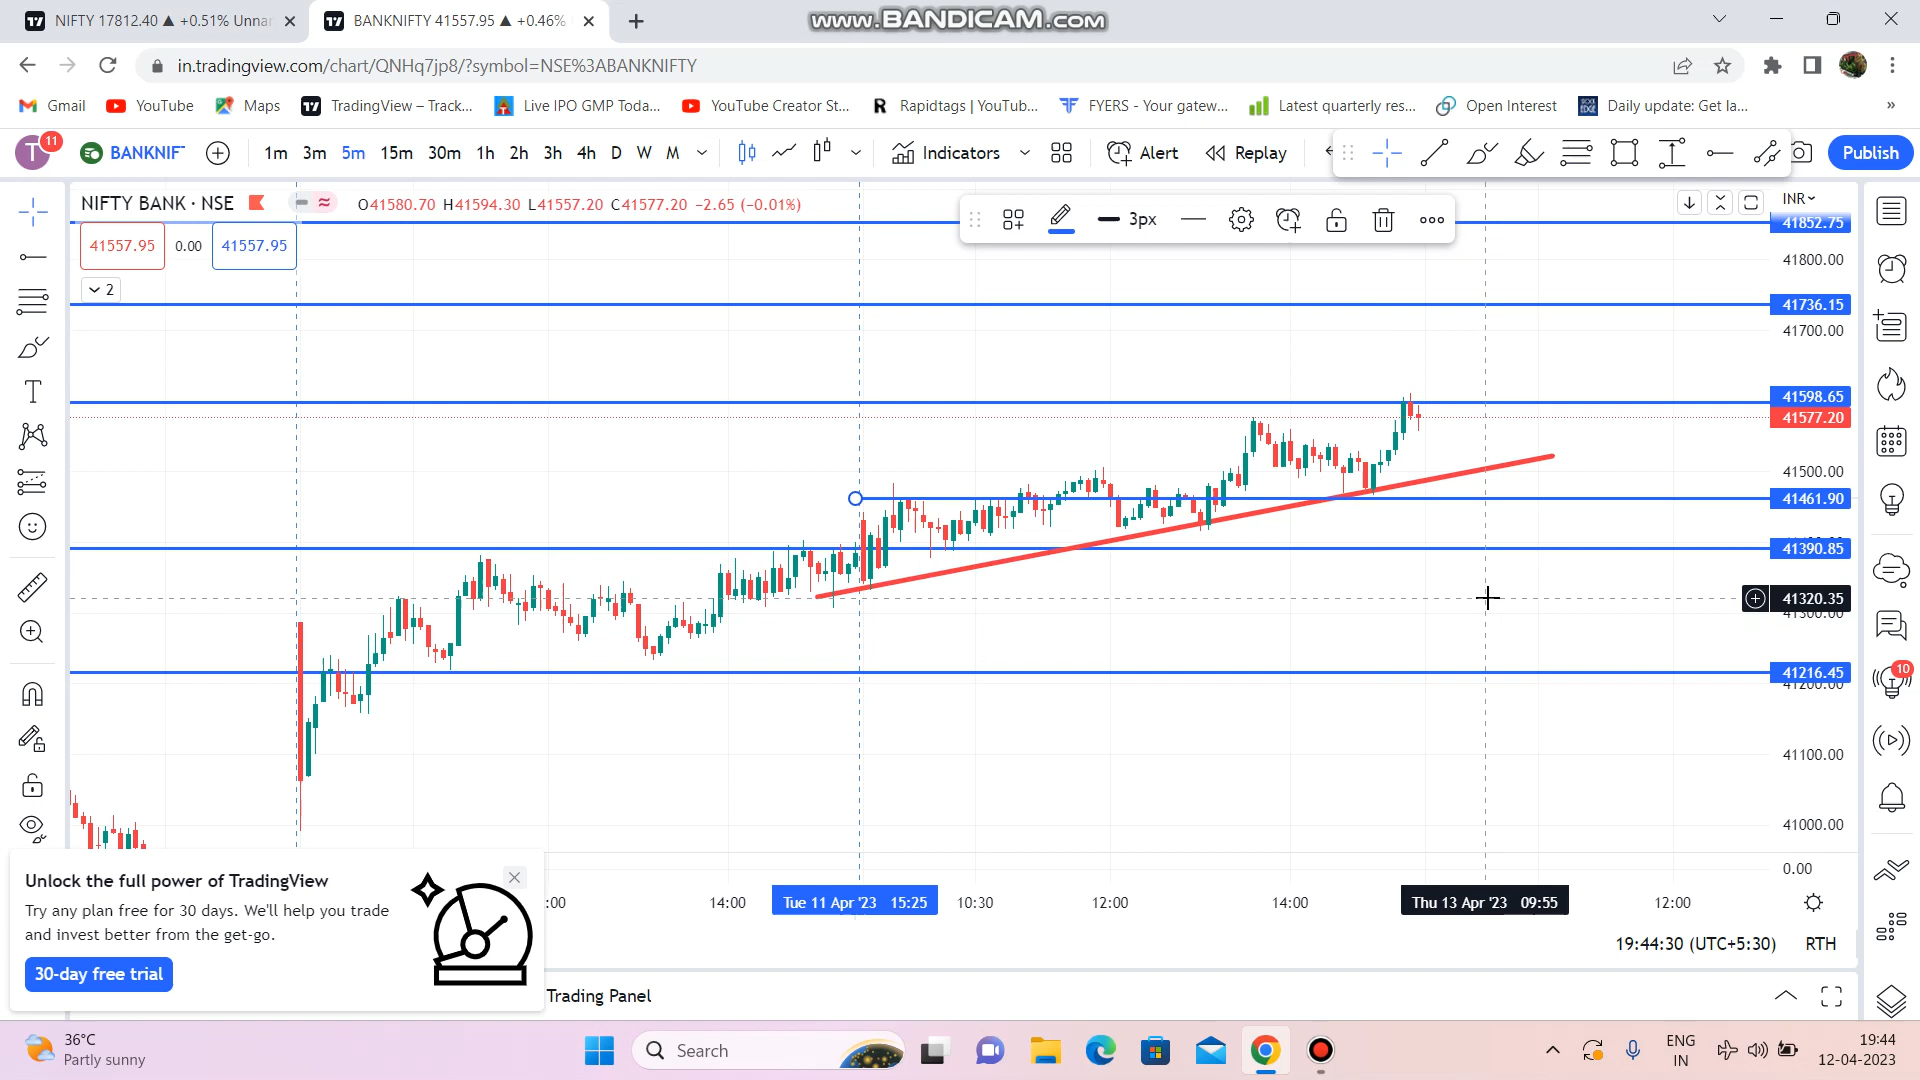 NIFTY 17812.40 ▲ +0.51% Unnar
BANKNIFTY 41557.95 ▲ +0.46%
www.BANDICAM.com
in.tradingview.com/chart/QNHq7jp8/?symbol=NSE%3ABANKNIFTY
Gmail YouTube Maps TradingView – Track... Live IPO GMP Toda... YouTube Creator St... Rapidtags | YouTub... FYERS - Your gatew... Latest quarterly res... Open Interest Daily update: Get la... »
T 11 BANKNIF 1m 3m 5m 15m 30m 1h 2h 3h 4h D W M Indicators Alert Replay Publish
NIFTY BANK · NSE O41580.70 H41594.30 L41557.20 C41577.20 −2.65 (−0.01%)
3px
INR
41557.95 0.00 41557.95
2
41852.75
41800.00
41736.15
41700.00
41598.65
41577.20
41500.00
41461.90
41390.85
41320.35
41300.00
41216.45
41200.00
41100.00
41000.00
0.00
10
:00 14:00 Tue 11 Apr '23 15:25 10:30 12:00 14:00 Thu 13 Apr '23 09:55 12:00
19:44:30 (UTC+5:30) RTH
Unlock the full power of TradingView
Try any plan free for 30 days. We'll help you trade
and invest better from the get-go.
30-day free trial
Trading Panel
36°C
Partly sunny
Search
ENG
IN
19:44
12-04-2023